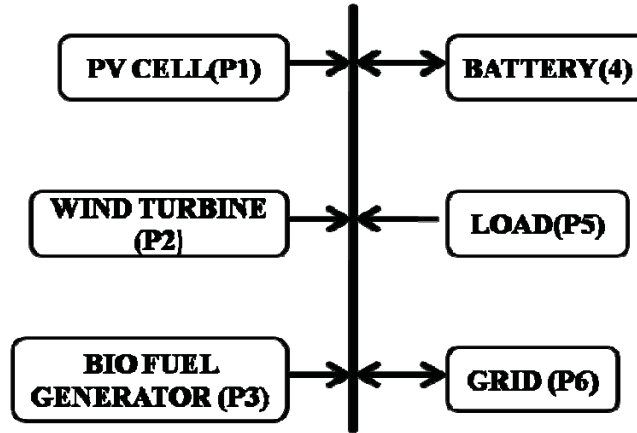 PV CELL(P1)
BATTERY(4)
WIND TURBINE
(P2)
LOAD(P5)
BIO FUEL
GENERATOR (P3)
GRID (P6)